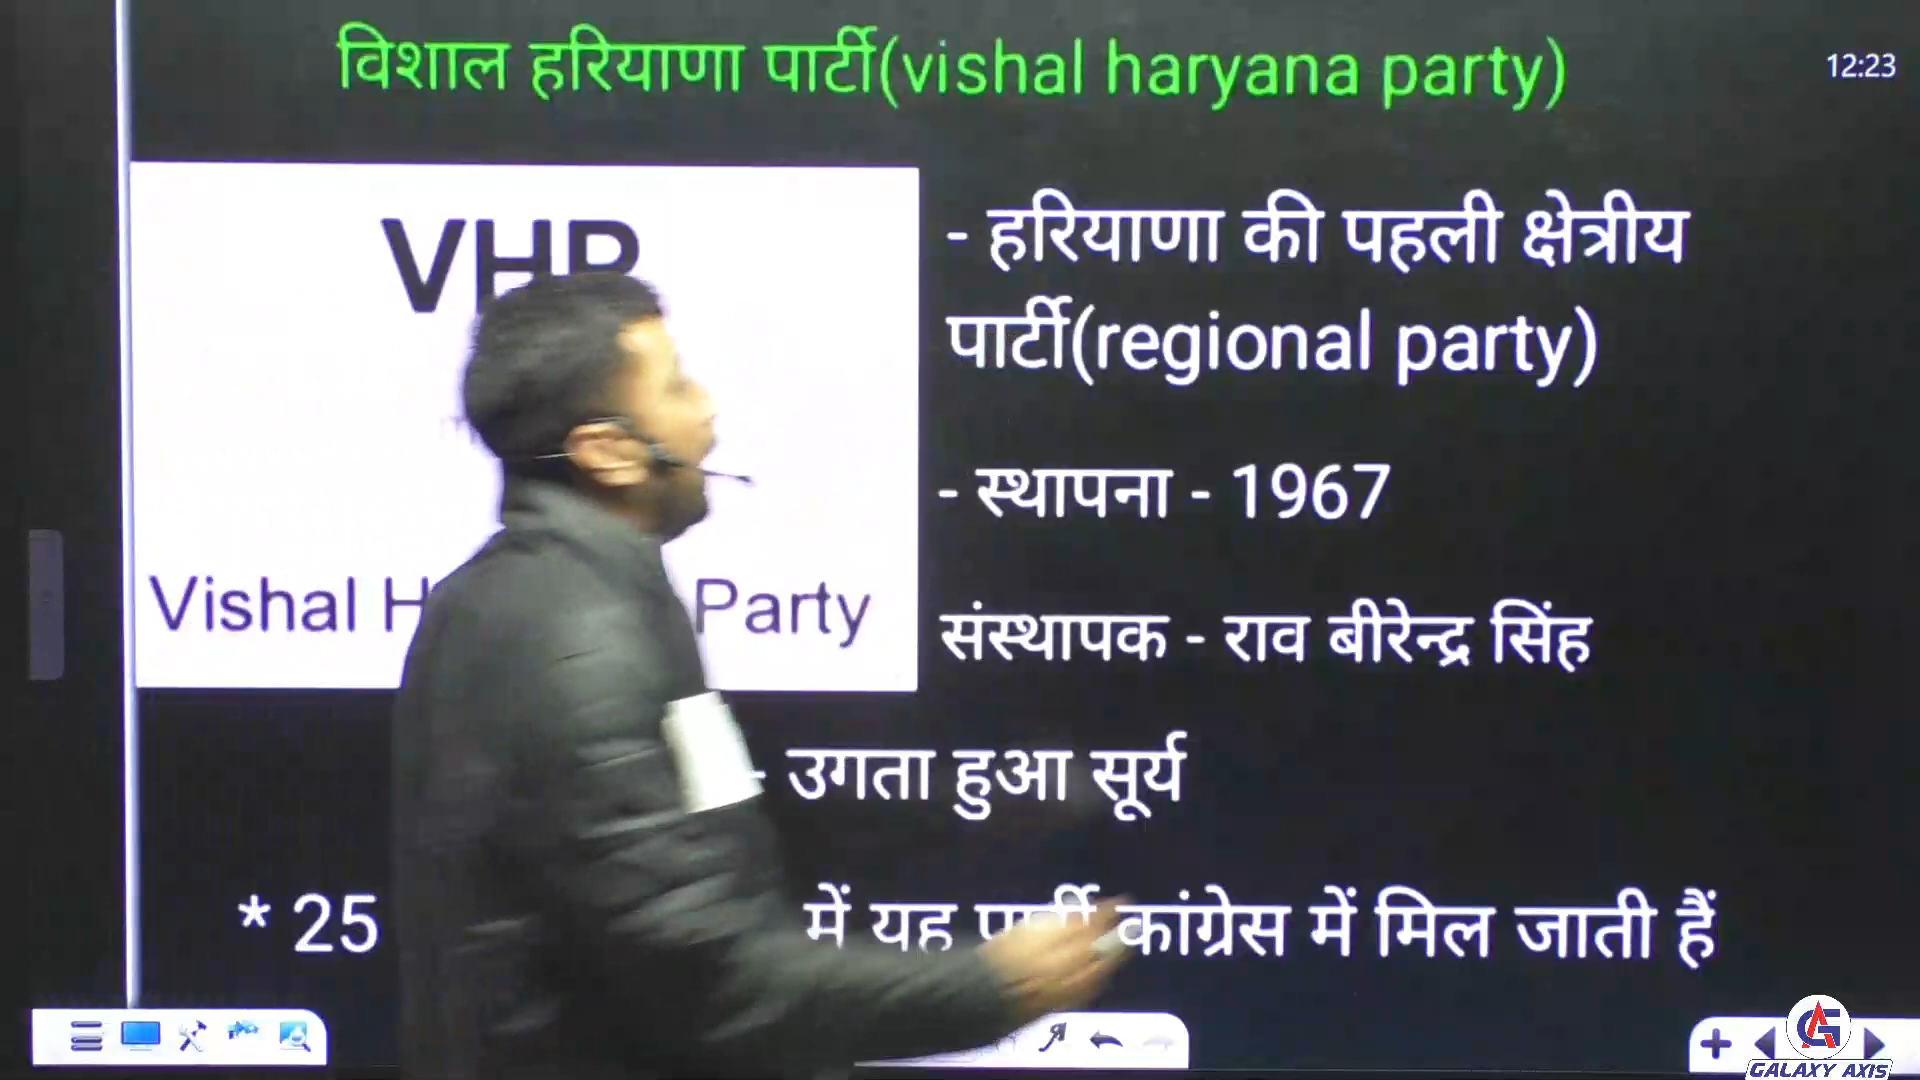 विशाल हरियाणा पार्टी(vishal haryana party)
12:23
VHP
- हरियाणा की पहली क्षेत्रीय
पार्टी(regional party)
- स्थापना - 1967
Vishal H Party
संस्थापक - राव बीरेन्द्र सिंह
- उगता हुआ सूर्य
* 25 में यह पार्टी कांग्रेस में मिल जाती हैं
GALAXY AXIS